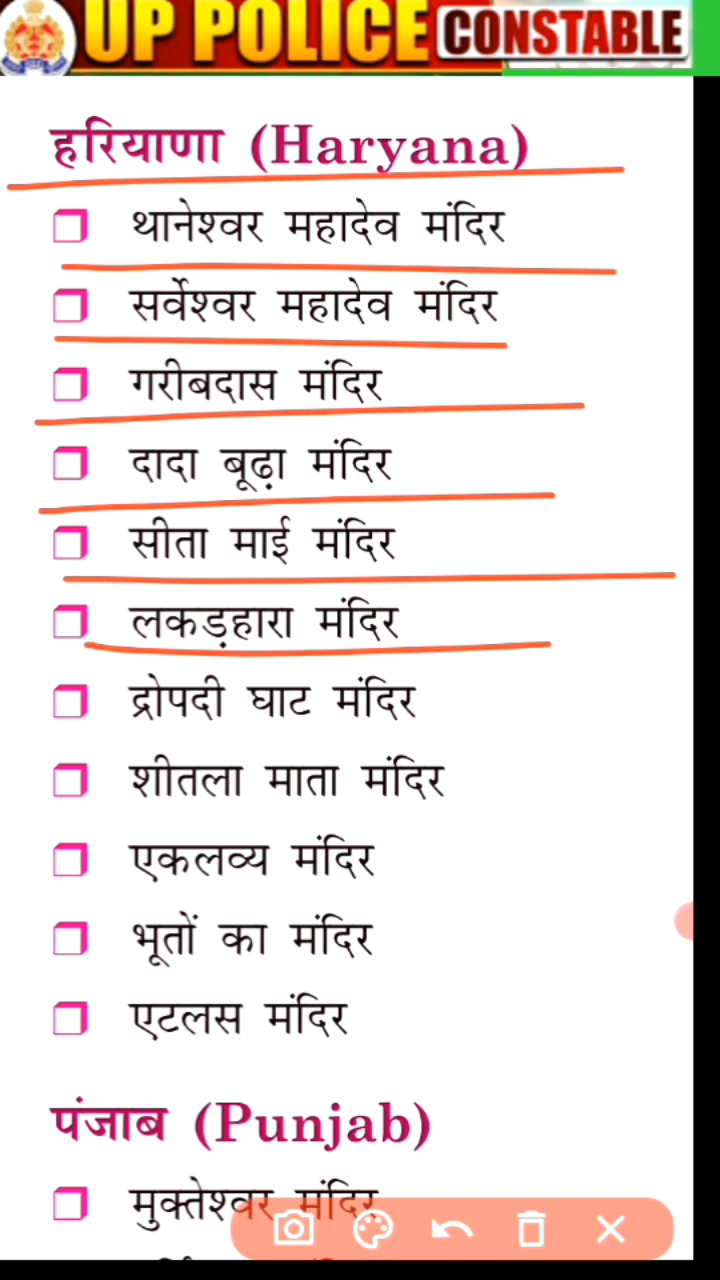 UP POLICE CONSTABLE
हरियाणा (Haryana)
थानेश्वर महादेव मंदिर
सर्वेश्वर महादेव मंदिर
गरीबदास मंदिर
दादा बूढ़ा मंदिर
सीता माई मंदिर
लकड़हारा मंदिर
द्रोपदी घाट मंदिर
शीतला माता मंदिर
एकलव्य मंदिर
भूतों का मंदिर
एटलस मंदिर
पंजाब (Punjab)
मुक्तेश्वर मंदिर